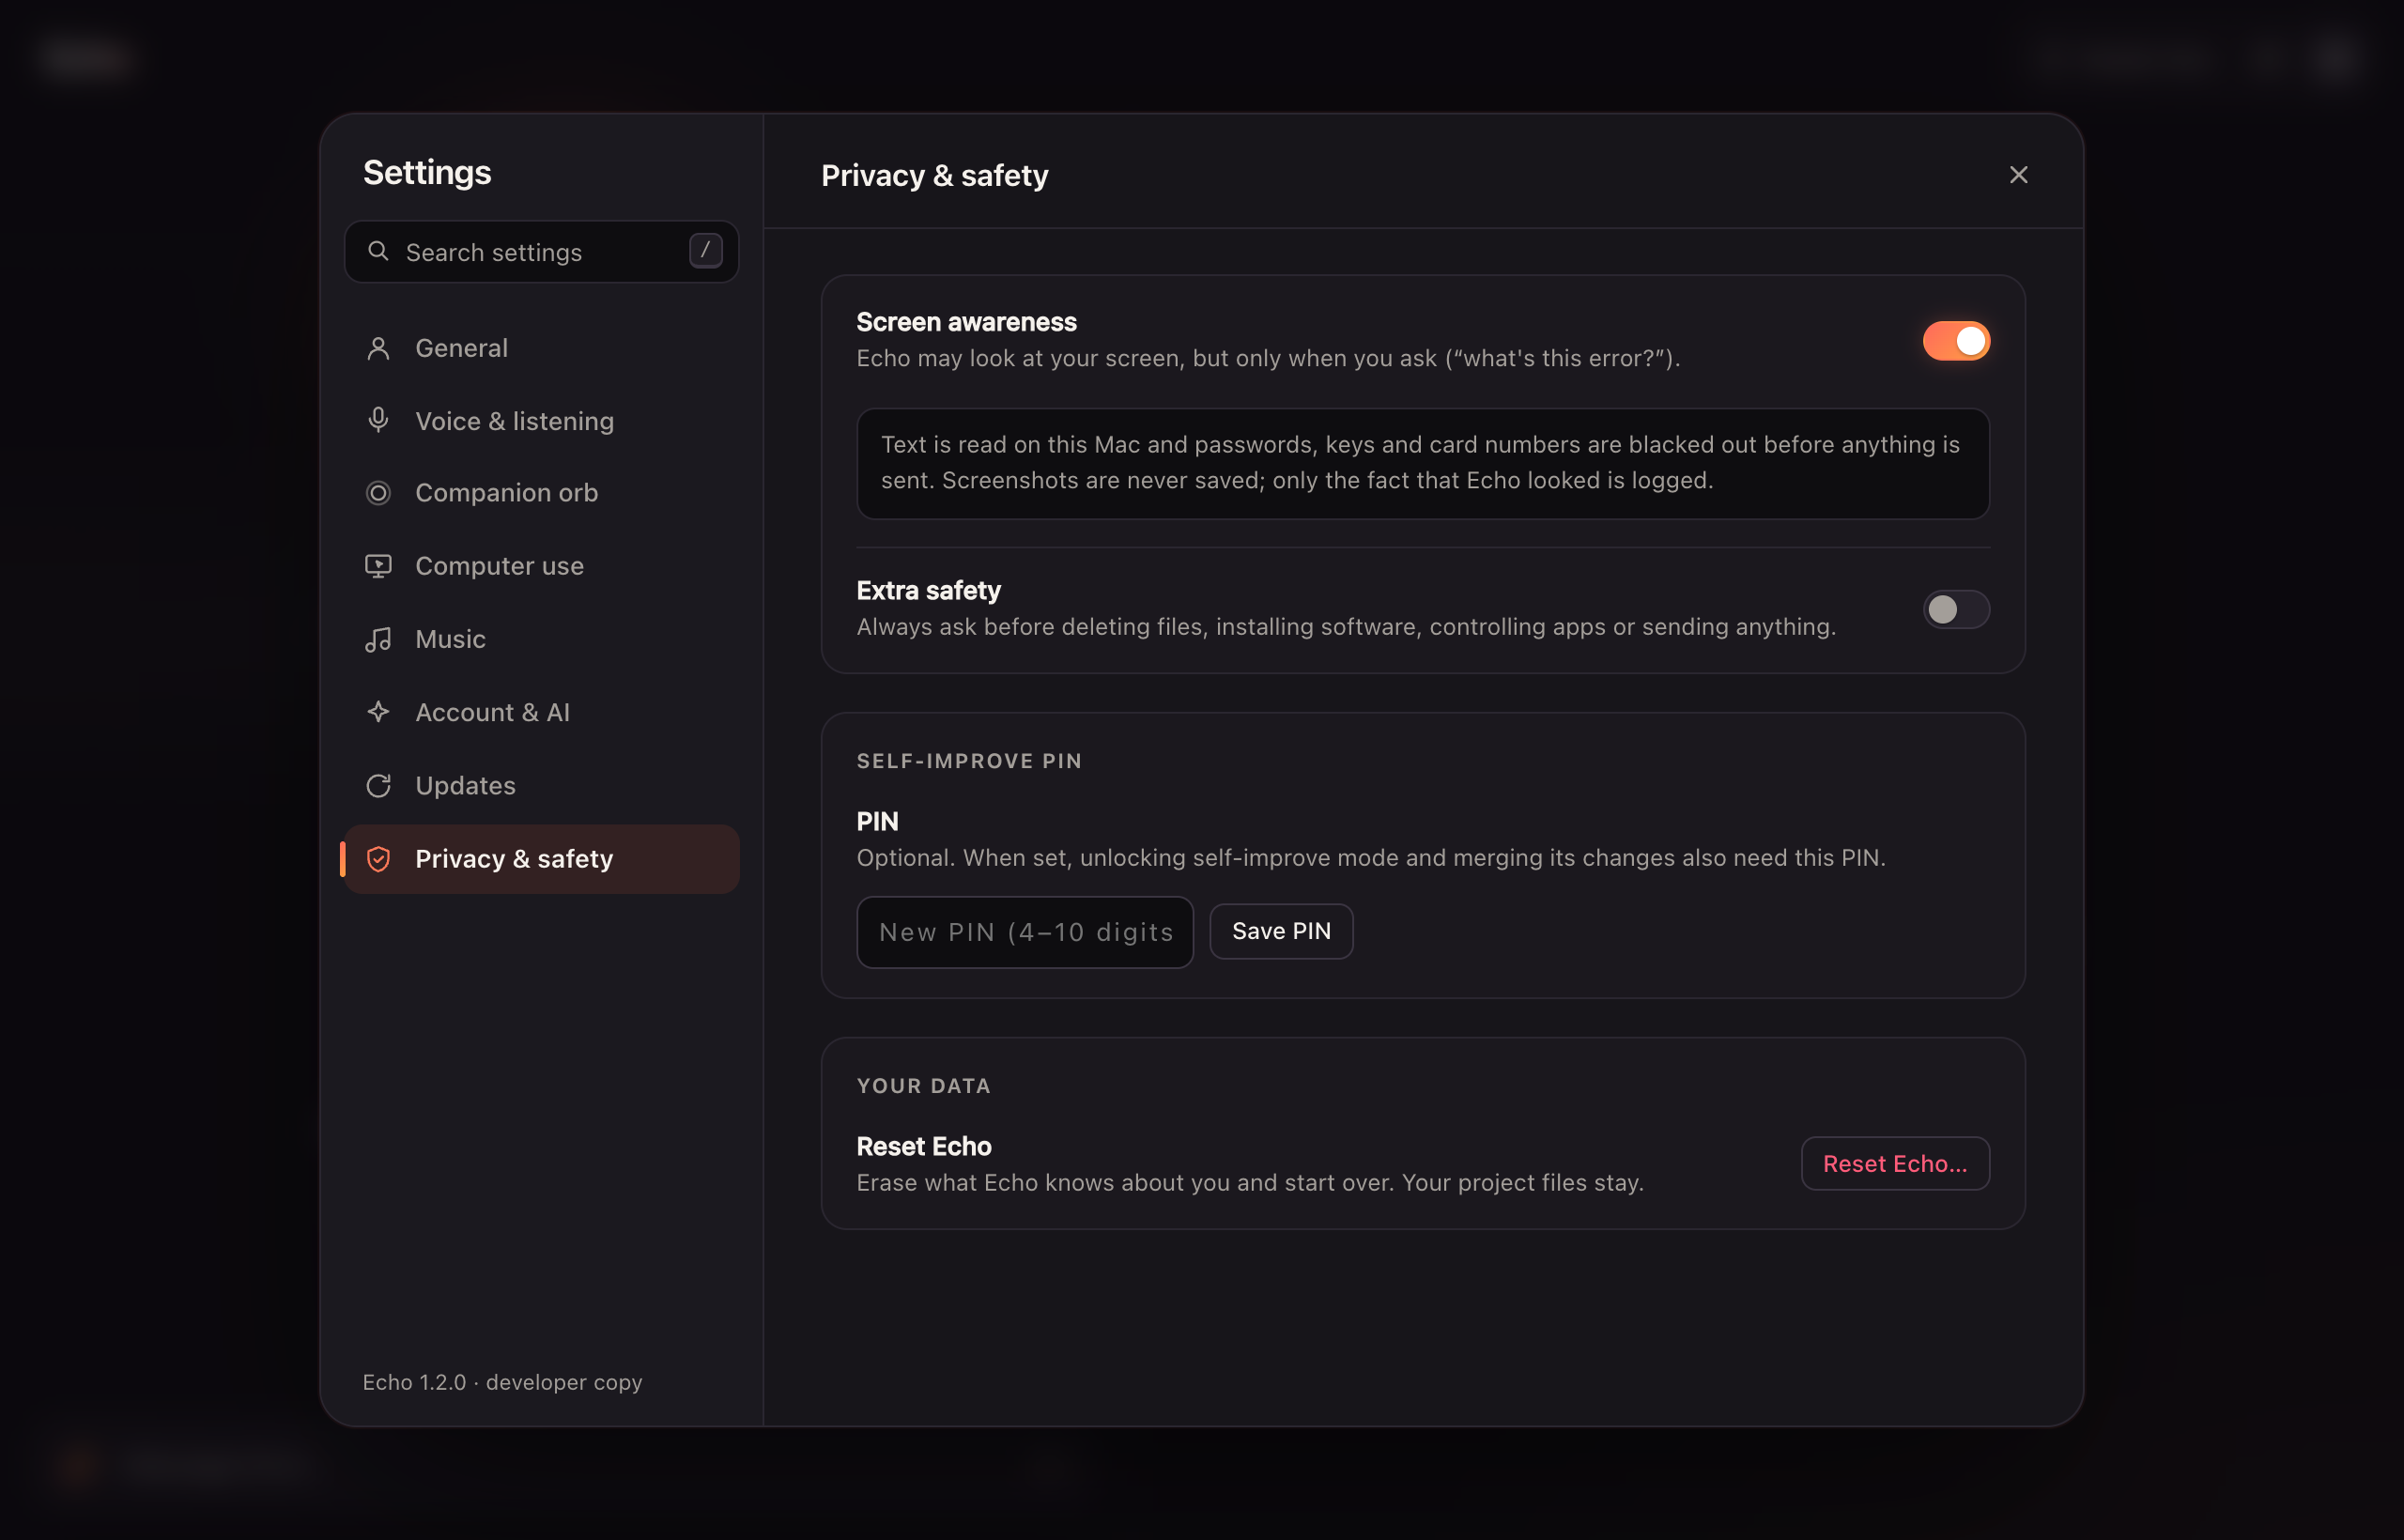 Settings
Search settings
/
General
Voice & listening
Companion orb
Computer use
Music
Account & AI
Updates
Privacy & safety
Echo 1.2.0 · developer copy
Privacy & safety
Screen awareness
Echo may look at your screen, but only when you ask (“what's this error?”).
Text is read on this Mac and passwords, keys and card numbers are blacked out before anything is
sent. Screenshots are never saved; only the fact that Echo looked is logged.
Extra safety
Always ask before deleting files, installing software, controlling apps or sending anything.
SELF-IMPROVE PIN
PIN
Optional. When set, unlocking self-improve mode and merging its changes also need this PIN.
New PIN (4–10 digits
Save PIN
YOUR DATA
Reset Echo
Erase what Echo knows about you and start over. Your project files stay.
Reset Echo...